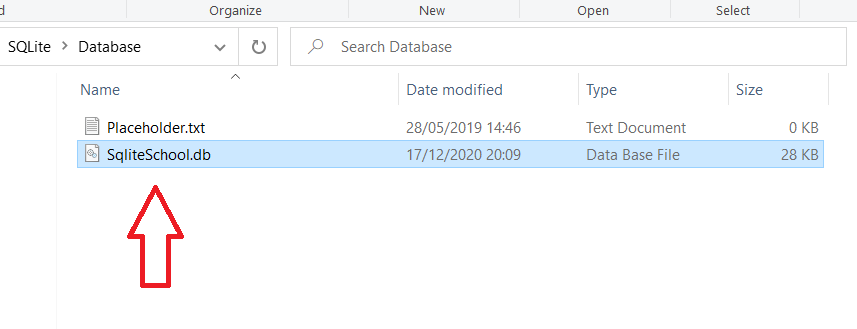 Organize New Open Select
SQLite > Database Search Database
Name Date modified Type Size
Placeholder.txt 28/05/2019 14:46 Text Document 0 KB
SqliteSchool.db 17/12/2020 20:09 Data Base File 28 KB